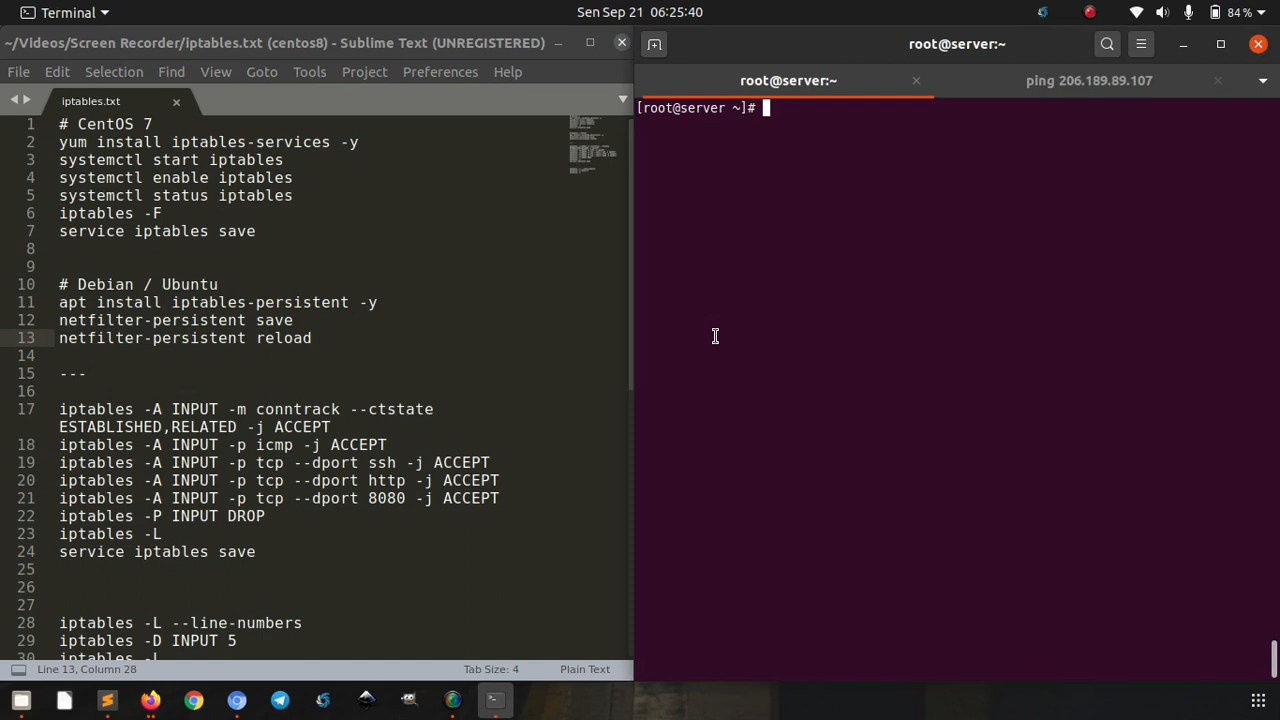 Terminal
Sen Sep 21  06:25:40
84%
~/Videos/Screen Recorder/iptables.txt (centos8) - Sublime Text (UNREGISTERED)
File Edit Selection Find View Goto Tools Project Preferences Help
iptables.txt
1 # CentOS 7
2 yum install iptables-services -y
3 systemctl start iptables
4 systemctl enable iptables
5 systemctl status iptables
6 iptables -F
7 service iptables save
8
9
10 # Debian / Ubuntu
11 apt install iptables-persistent -y
12 netfilter-persistent save
13 netfilter-persistent reload
14
15 ---
16
17 iptables -A INPUT -m conntrack --ctstate
ESTABLISHED,RELATED -j ACCEPT
18 iptables -A INPUT -p icmp -j ACCEPT
19 iptables -A INPUT -p tcp --dport ssh -j ACCEPT
20 iptables -A INPUT -p tcp --dport http -j ACCEPT
21 iptables -A INPUT -p tcp --dport 8080 -j ACCEPT
22 iptables -P INPUT DROP
23 iptables -L
24 service iptables save
25
26
27
28 iptables -L --line-numbers
29 iptables -D INPUT 5
30 iptables -L
Line 13, Column 28
Tab Size: 4
Plain Text
root@server:~
root@server:~
ping 206.189.89.107
[root@server ~]#